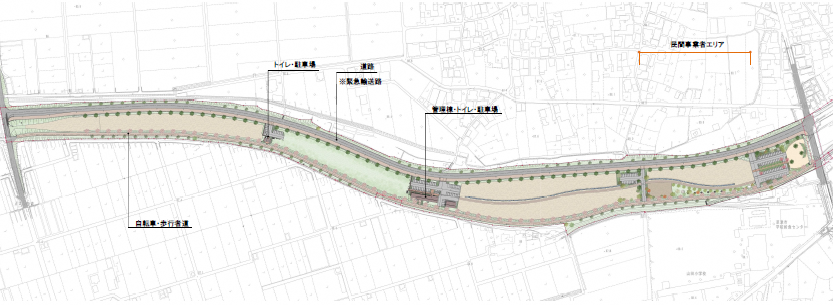 民間事業者エリア
トイレ・駐車場
道路
※緊急輸送路
管理棟・トイレ・駐車場
自転車・歩行者道